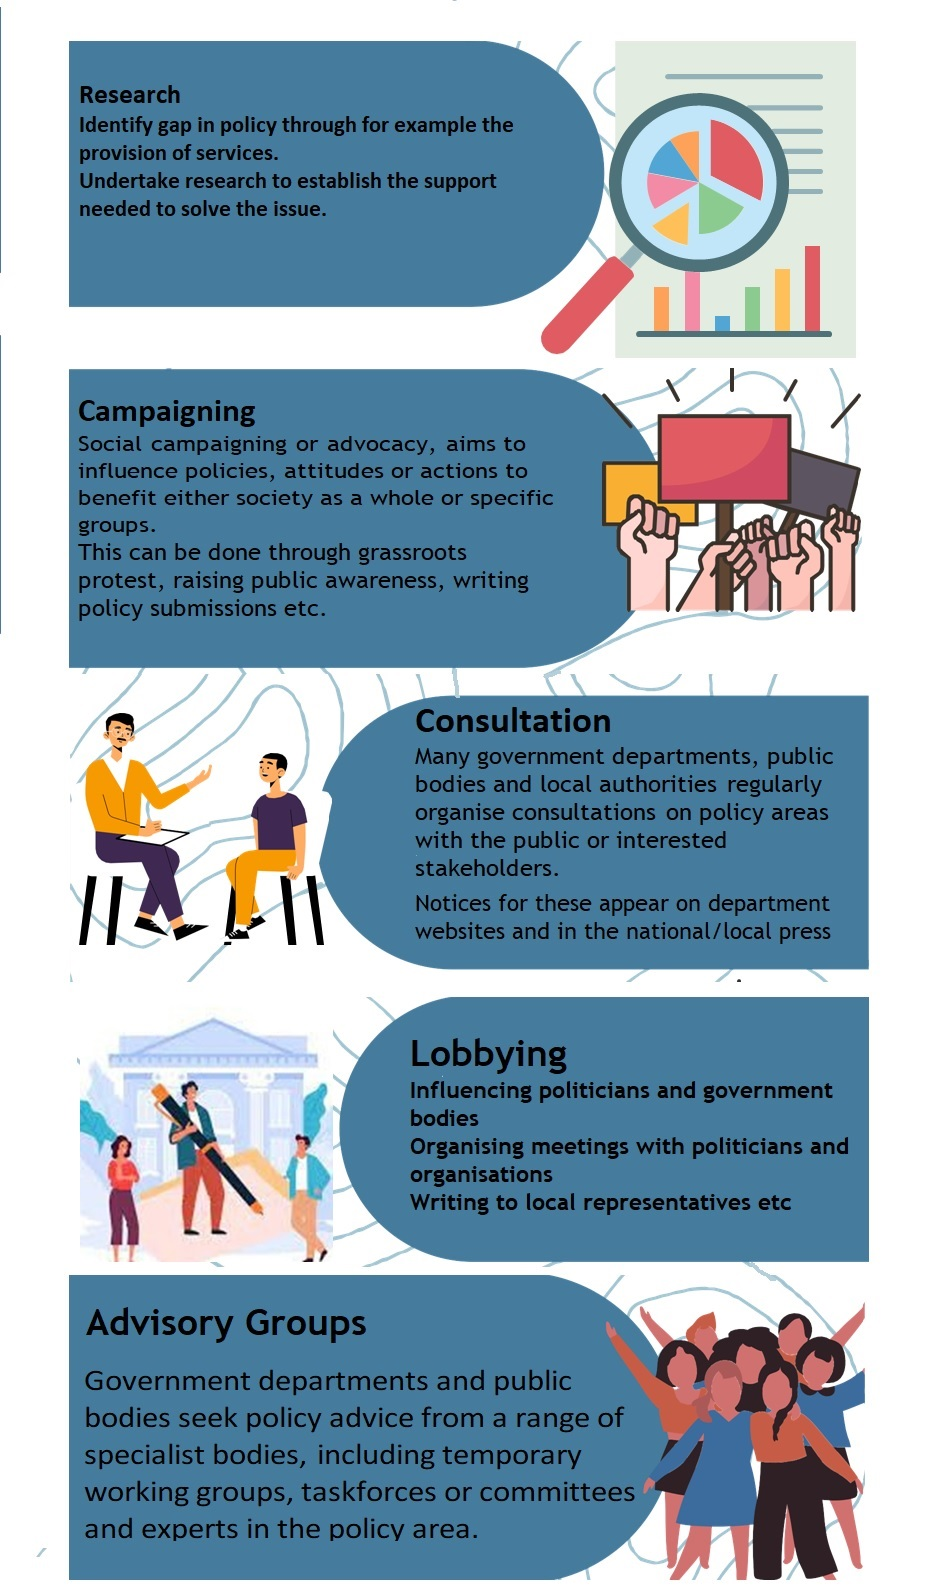 Research
Identify gap in policy through for example the
provision of services.
Undertake research to establish the support
needed to solve the issue.
Campaigning
Social campaigning or advocacy, aims to
influence policies, attitudes or actions to
benefit either society as a whole or specific
groups.
This can be done through grassroots
protest, raising public awareness, writing
policy submissions etc.
Consultation
Many government departments, public
bodies and local authorities regularly
organise consultations on policy areas
with the public or interested
stakeholders.
Notices for these appear on department
websites and in the national/local press
Lobbying
Influencing politicians and government
bodies
Organising meetings with politicians and
organisations
Writing to local representatives etc
Advisory Groups
Government departments and public
bodies seek policy advice from a range of
specialist bodies, including temporary
working groups, taskforces or committees
and experts in the policy area.